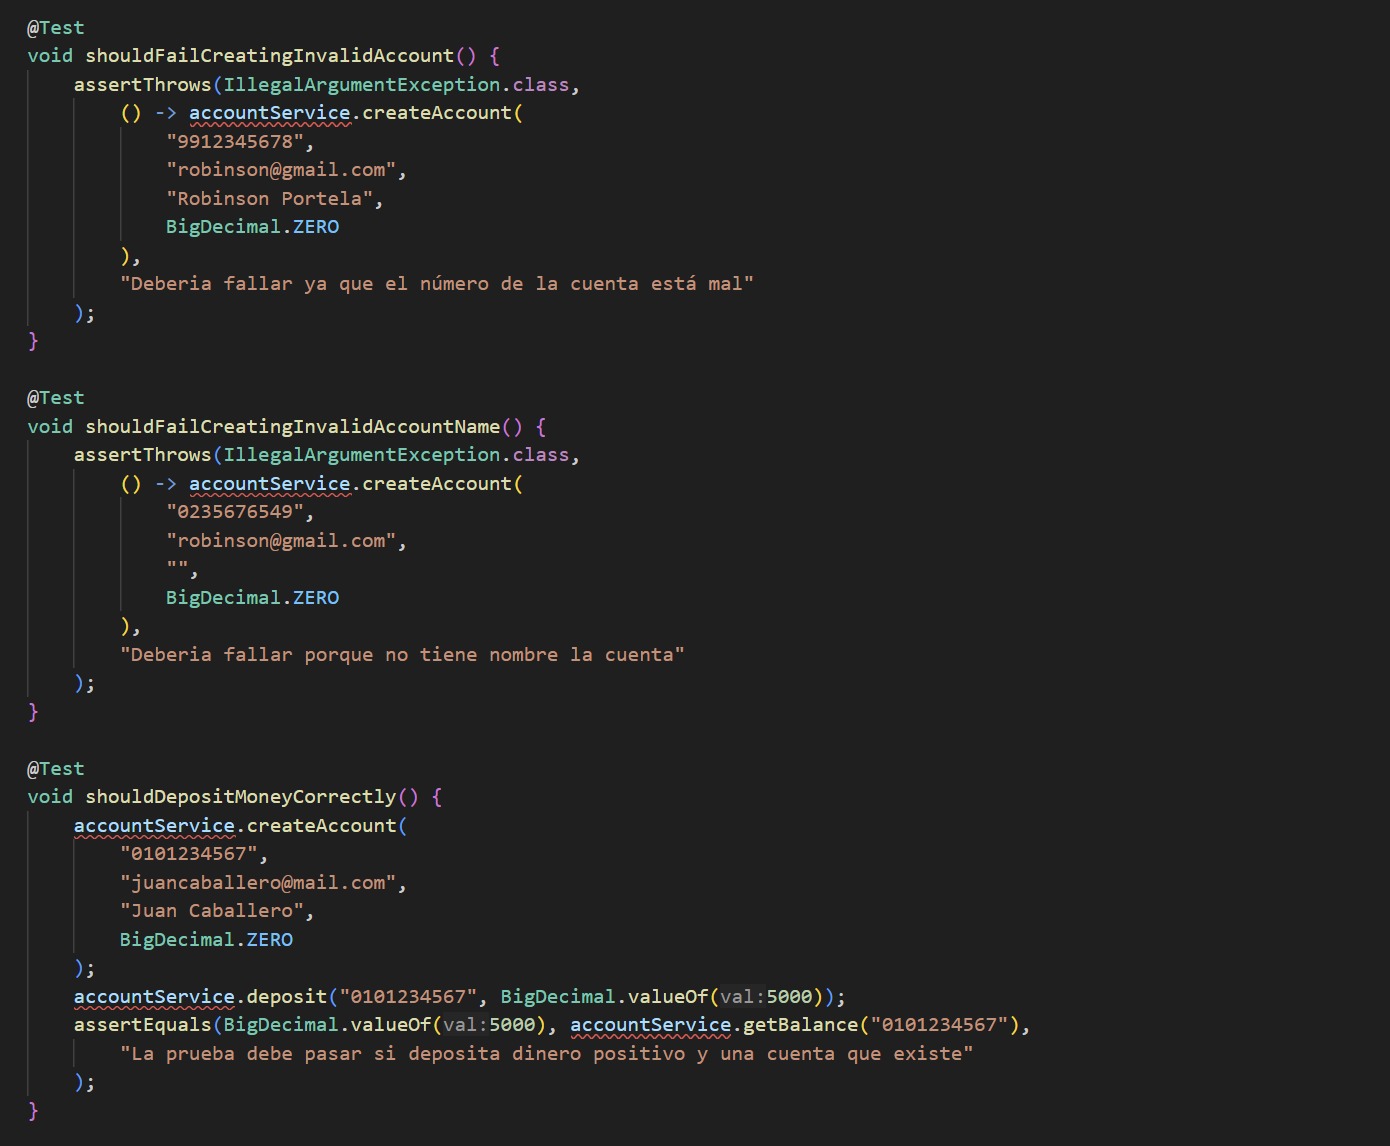 @Test
void shouldFailCreatingInvalidAccount() {
    assertThrows(IllegalArgumentException.class,
        () -> accountService.createAccount(
            "9912345678",
            "robinson@gmail.com",
            "Robinson Portela",
            BigDecimal.ZERO
        ),
        "Deberia fallar ya que el número de la cuenta está mal"
    );
}

@Test
void shouldFailCreatingInvalidAccountName() {
    assertThrows(IllegalArgumentException.class,
        () -> accountService.createAccount(
            "0235676549",
            "robinson@gmail.com",
            "",
            BigDecimal.ZERO
        ),
        "Deberia fallar porque no tiene nombre la cuenta"
    );
}

@Test
void shouldDepositMoneyCorrectly() {
    accountService.createAccount(
        "0101234567",
        "juancaballero@mail.com",
        "Juan Caballero",
        BigDecimal.ZERO
    );
    accountService.deposit("0101234567", BigDecimal.valueOf(val:5000));
    assertEquals(BigDecimal.valueOf(val:5000), accountService.getBalance("0101234567"),
        "La prueba debe pasar si deposita dinero positivo y una cuenta que existe"
    );
}